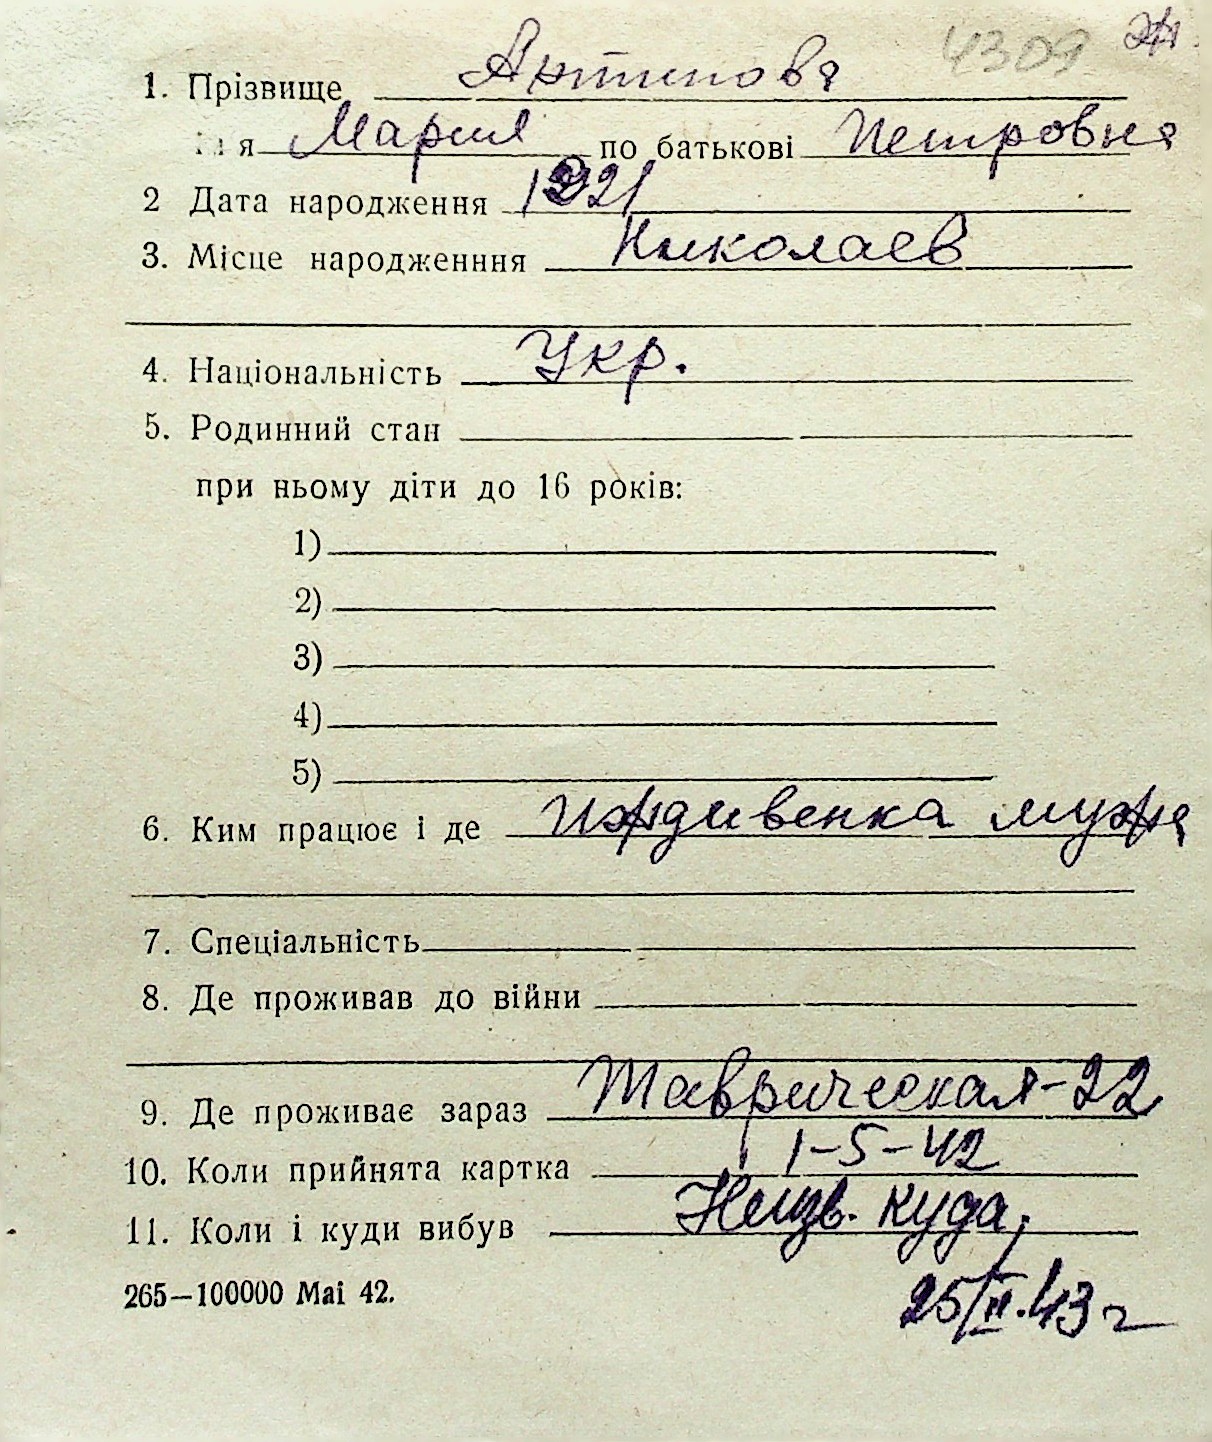 4309 Ж.
1. Прізвище Антипова
і я Мария по батькові Петровна
2 Дата народження 1921
3. Місце народженння Николаев
4. Національність Укр.
5. Родинний стан
при ньому діти до 16 років:
1)
2)
3)
4)
5)
6. Ким працює і де иждивенка мужа
7. Спеціальність
8. Де проживав до війни
9. Де проживає зараз Таврическая-22
10. Коли прийнята картка 1-5-42
11. Коли і куди вибув Неизв. куда,
265—100000 Mai 42.
25/II.43 г